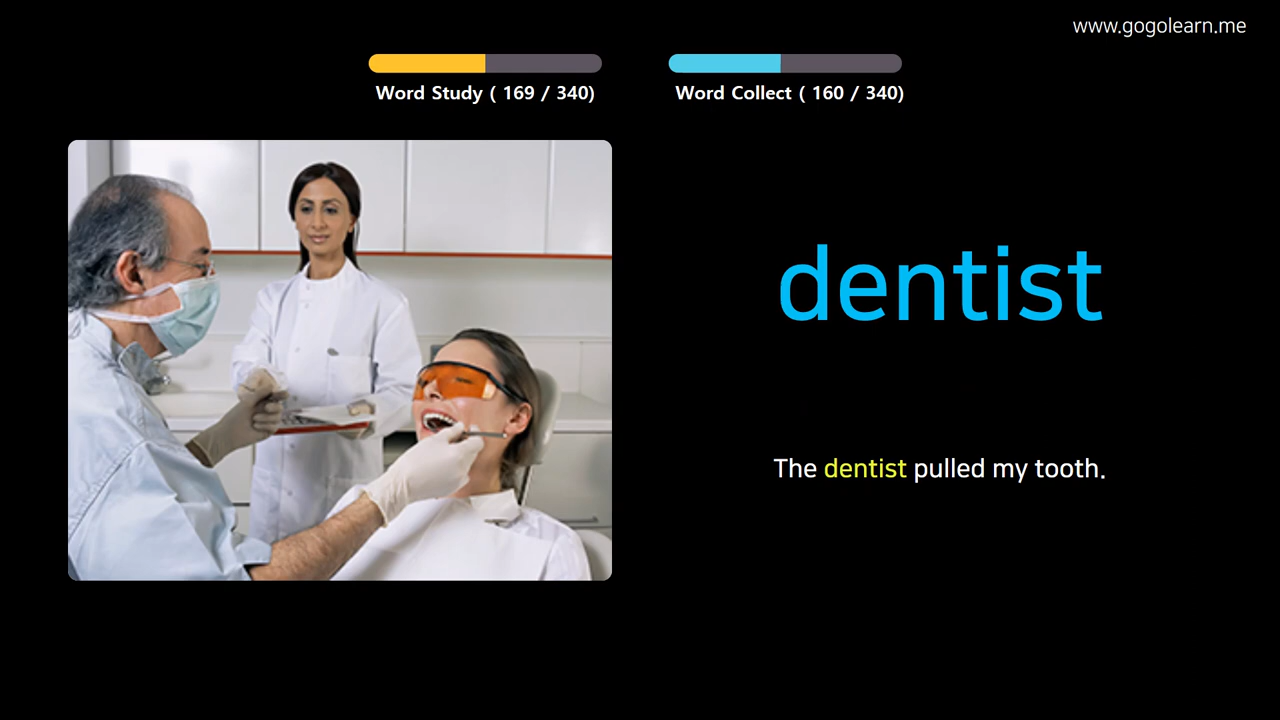 www.gogolearn.me
Word Study ( 169 / 340)
Word Collect ( 160 / 340)
dentist
The dentist pulled my tooth.